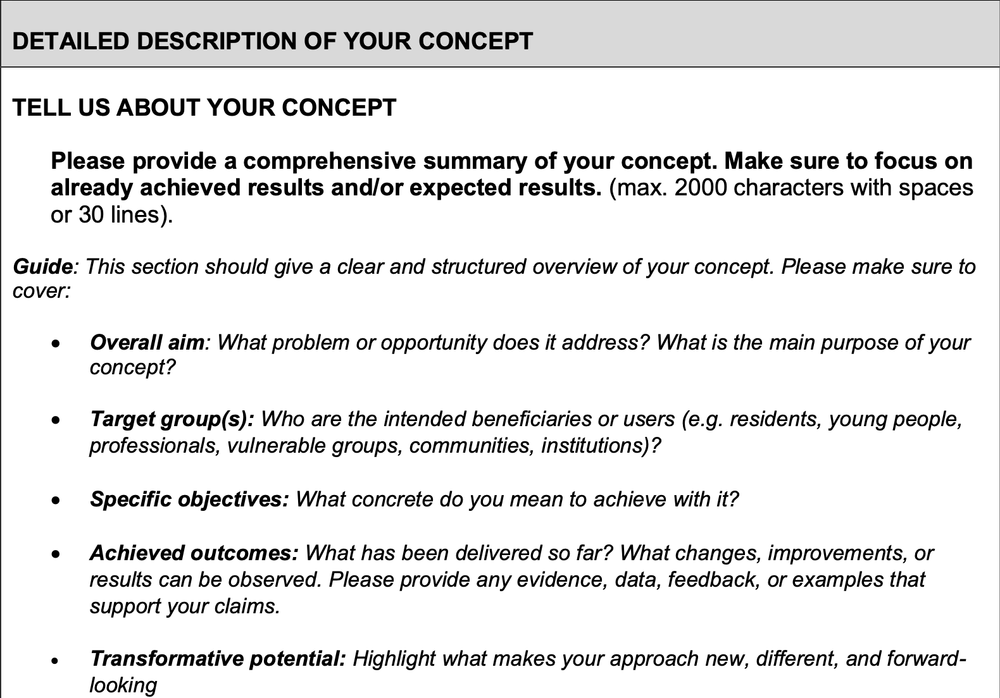 DETAILED DESCRIPTION OF YOUR CONCEPT
TELL US ABOUT YOUR CONCEPT
Please provide a comprehensive summary of your concept. Make sure to focus on
already achieved results and/or expected results. (max. 2000 characters with spaces
or 30 lines).
Guide: This section should give a clear and structured overview of your concept. Please make sure to
cover:
• Overall aim: What problem or opportunity does it address? What is the main purpose of your
concept?
• Target group(s): Who are the intended beneficiaries or users (e.g. residents, young people,
professionals, vulnerable groups, communities, institutions)?
• Specific objectives: What concrete do you mean to achieve with it?
• Achieved outcomes: What has been delivered so far? What changes, improvements, or
results can be observed. Please provide any evidence, data, feedback, or examples that
support your claims.
• Transformative potential: Highlight what makes your approach new, different, and forward-
looking